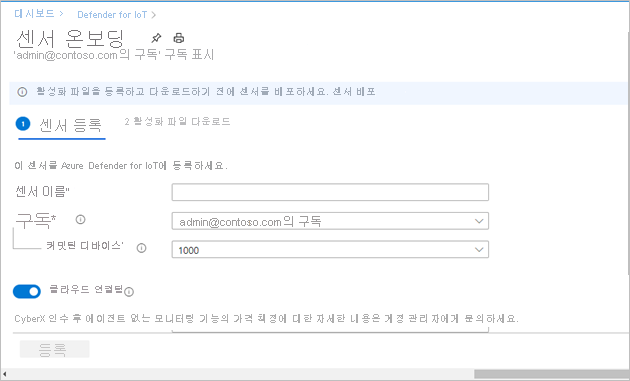 대시보드 > Defender for IoT >
센서 온보딩
'admin@contoso.com의 구독' 구독 표시
활성화 파일을 등록하고 다운로드하기 전에 센서를 배포하세요. 센서 배포
1 센서 등록 2 활성화 파일 다운로드
이 센서를 Azure Defender for IoT에 등록하세요.
센서 이름*
구독* admin@contoso.com의 구독
커밋된 디바이스* 1000
클라우드 연결됨
CyberX 인수 후 에이전트 없는 모니터링 기능의 가격 책정에 대한 자세한 내용은 계정 관리자에게 문의하세요.
등록